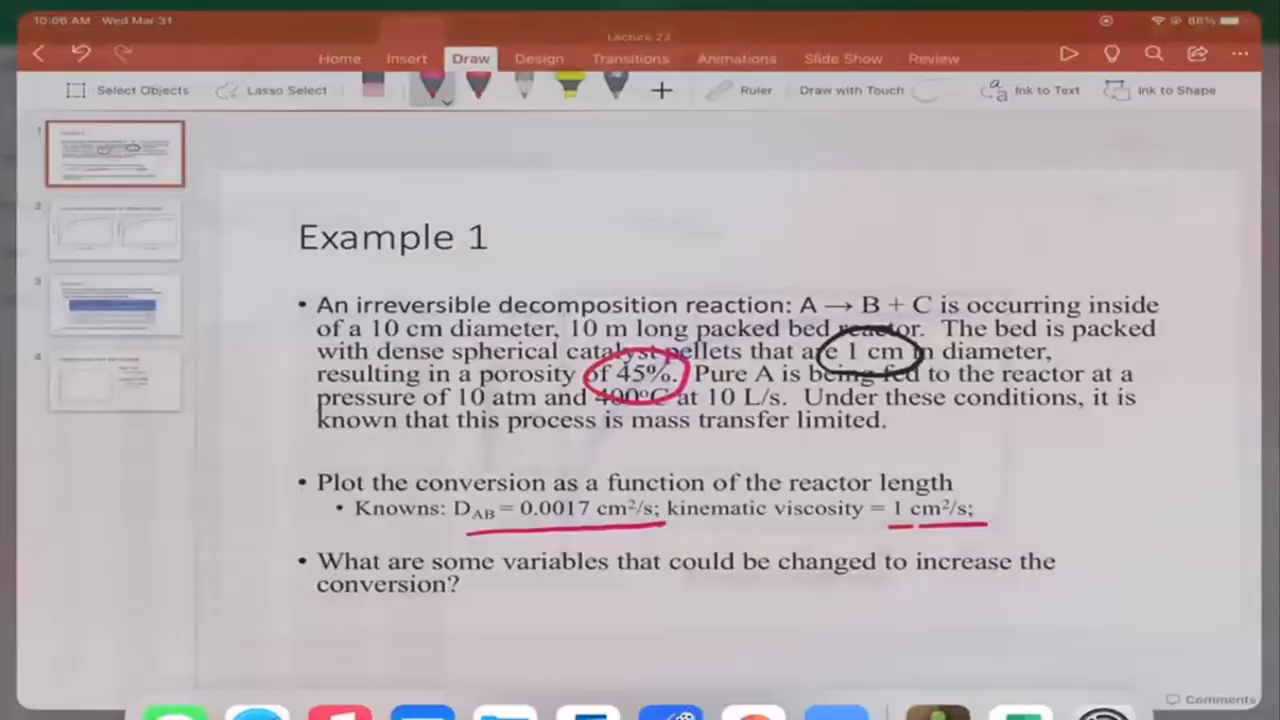 10:06 AM Wed Mar 31
88%
Lecture 23
Home Insert Draw Design Transitions Animations Slide Show Review
Select Objects Lasso Select Ruler Draw with Touch Ink to Text Ink to Shape
1
2
3
4
Example 1
• An irreversible decomposition reaction: A → B + C is occurring inside
of a 10 cm diameter, 10 m long packed bed reactor. The bed is packed
with dense spherical catalyst pellets that are 1 cm in diameter,
resulting in a porosity of 45%. Pure A is being fed to the reactor at a
pressure of 10 atm and 400°C at 10 L/s. Under these conditions, it is
known that this process is mass transfer limited.
• Plot the conversion as a function of the reactor length
• Knowns: D_AB = 0.0017 cm²/s; kinematic viscosity = 1 cm²/s;
• What are some variables that could be changed to increase the
conversion?
Comments